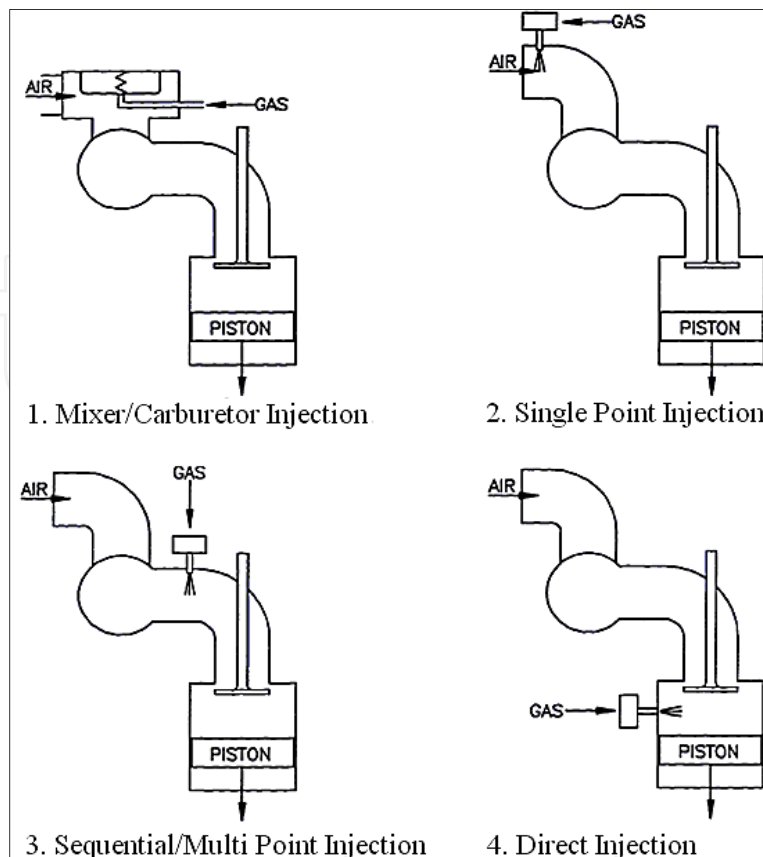 AIR
GAS
PISTON
1. Mixer/Carburetor Injection
GAS
AIR
PISTON
2. Single Point Injection
GAS
AIR
PISTON
3. Sequential/Multi Point Injection
AIR
GAS
PISTON
4. Direct Injection